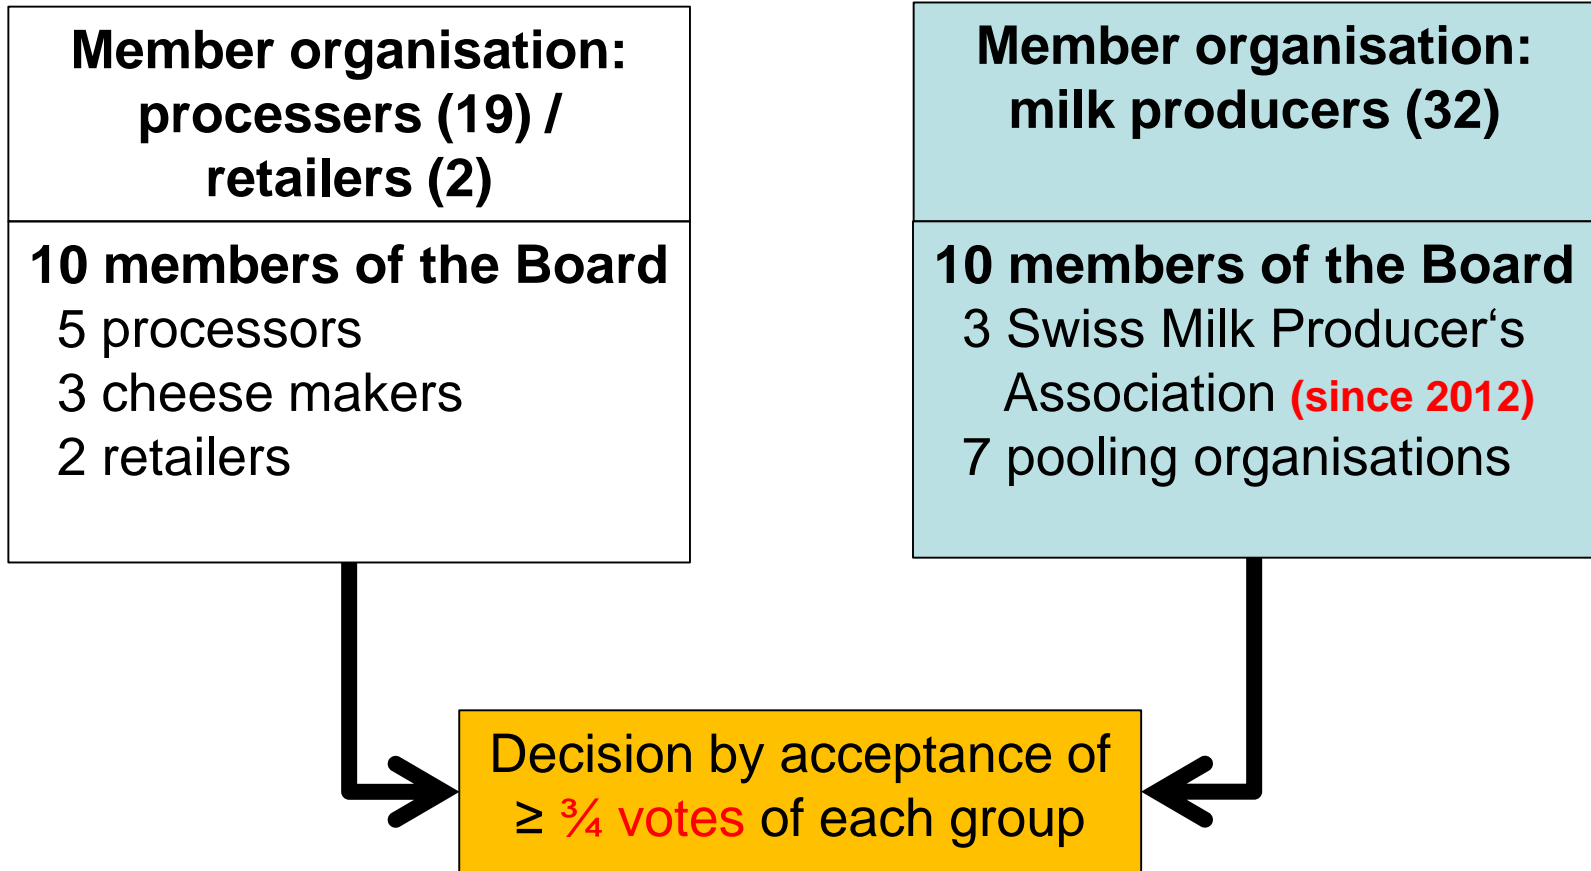 Member organisation:
processers (19) /
retailers (2)
10 members of the Board
5 processors
3 cheese makers
2 retailers
Member organisation:
milk producers (32)
10 members of the Board
3 Swiss Milk Producer‘s
Association (since 2012)
7 pooling organisations
Decision by acceptance of
≥ ¾ votes of each group